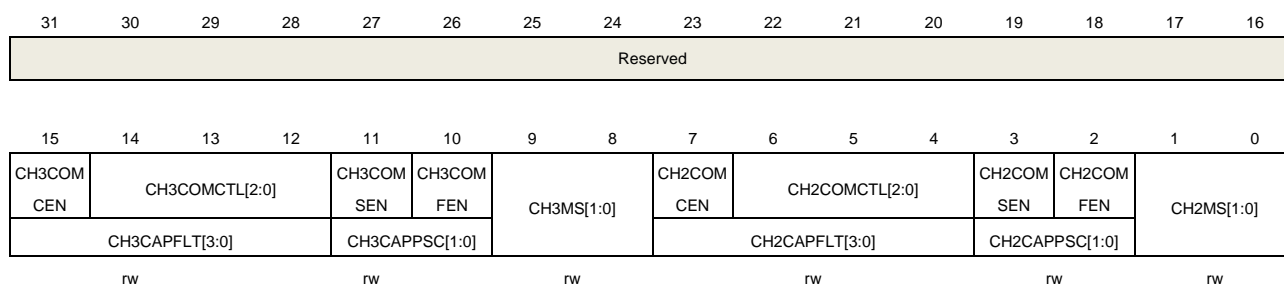 31 30 29 28 27 26 25 24 23 22 21 20 19 18 17 16
Reserved
15 14 13 12 11 10 9 8 7 6 5 4 3 2 1 0
CH3COM CEN CH3COMCTL[2:0] CH3COM SEN CH3COM FEN CH3MS[1:0] CH2COM CEN CH2COMCTL[2:0] CH2COM SEN CH2COM FEN CH2MS[1:0]
CH3CAPFLT[3:0] CH3CAPPSC[1:0] CH2CAPFLT[3:0] CH2CAPPSC[1:0]
rw rw rw rw rw rw